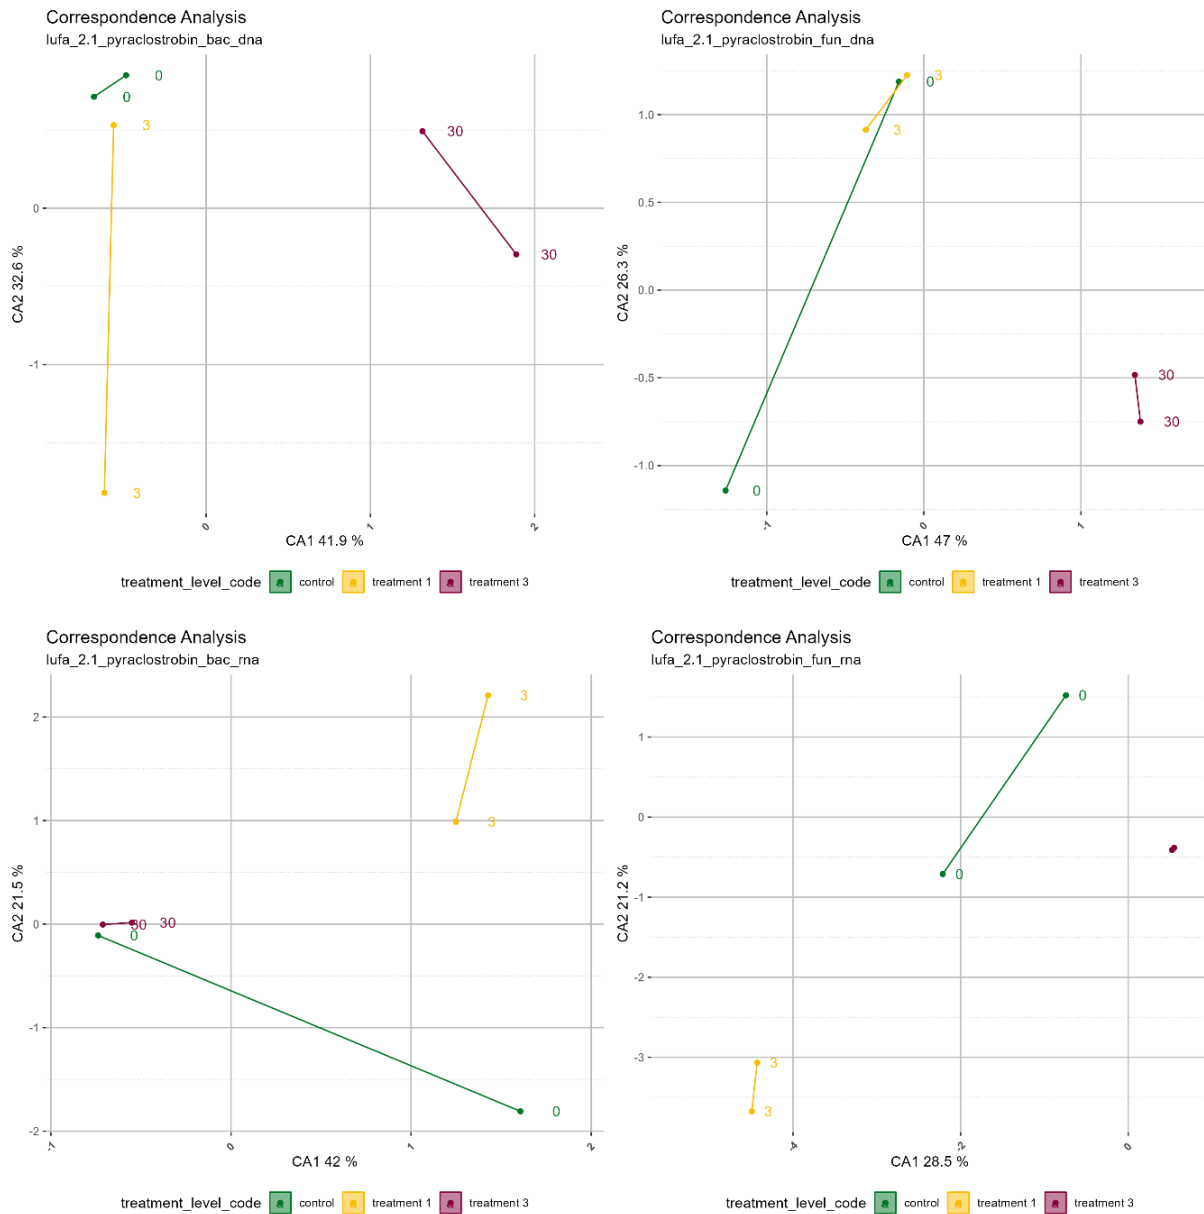 Correspondence Analysis
lufa_2.1_pyraclostrobin_bac_dna
0
0
3
30
0
30
CA2 32.6 %
-1
3
0
1
2
CA1 41.9 %
treatment_level_code control treatment 1 treatment 3
Correspondence Analysis
lufa_2.1_pyraclostrobin_fun_dna
3
0
1.0
3
0.5
CA2 26.3 %
0.0
-0.5
30
30
-1.0
0
-1
0
1
CA1 47 %
treatment_level_code control treatment 1 treatment 3
Correspondence Analysis
lufa_2.1_pyraclostrobin_bac_rna
3
2
1
3
CA2 21.5 %
0
30
30
0
-1
0
-2
-1
0
1
2
CA1 42 %
treatment_level_code control treatment 1 treatment 3
Correspondence Analysis
lufa_2.1_pyraclostrobin_fun_rna
0
1
0
CA2 21.2 %
0
-1
-2
-3
3
3
-4
-2
0
CA1 28.5 %
treatment_level_code control treatment 1 treatment 3